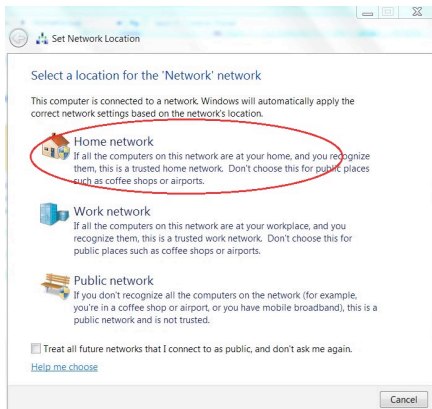 Set Network Location
Select a location for the 'Network' network
This computer is connected to a network. Windows will automatically apply the
correct network settings based on the network's location.
Home network
If all the computers on this network are at your home, and you recognize
them, this is a trusted home network. Don't choose this for public places
such as coffee shops or airports.
Work network
If all the computers on this network are at your workplace, and you
recognize them, this is a trusted work network. Don't choose this for
public places such as coffee shops or airports.
Public network
If you don't recognize all the computers on the network (for example,
you're in a coffee shop or airport, or you have mobile broadband), this is a
public network and is not trusted.
Treat all future networks that I connect to as public, and don't ask me again.
Help me choose
Cancel